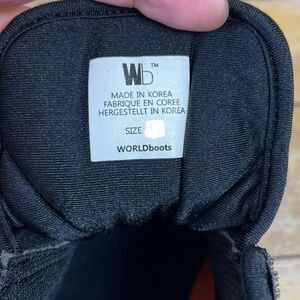 Wb™
MADE IN KOREA
FABRIQUE EN COREE
HERGESTELLT IN KOREA
SIZE
WORLDboots